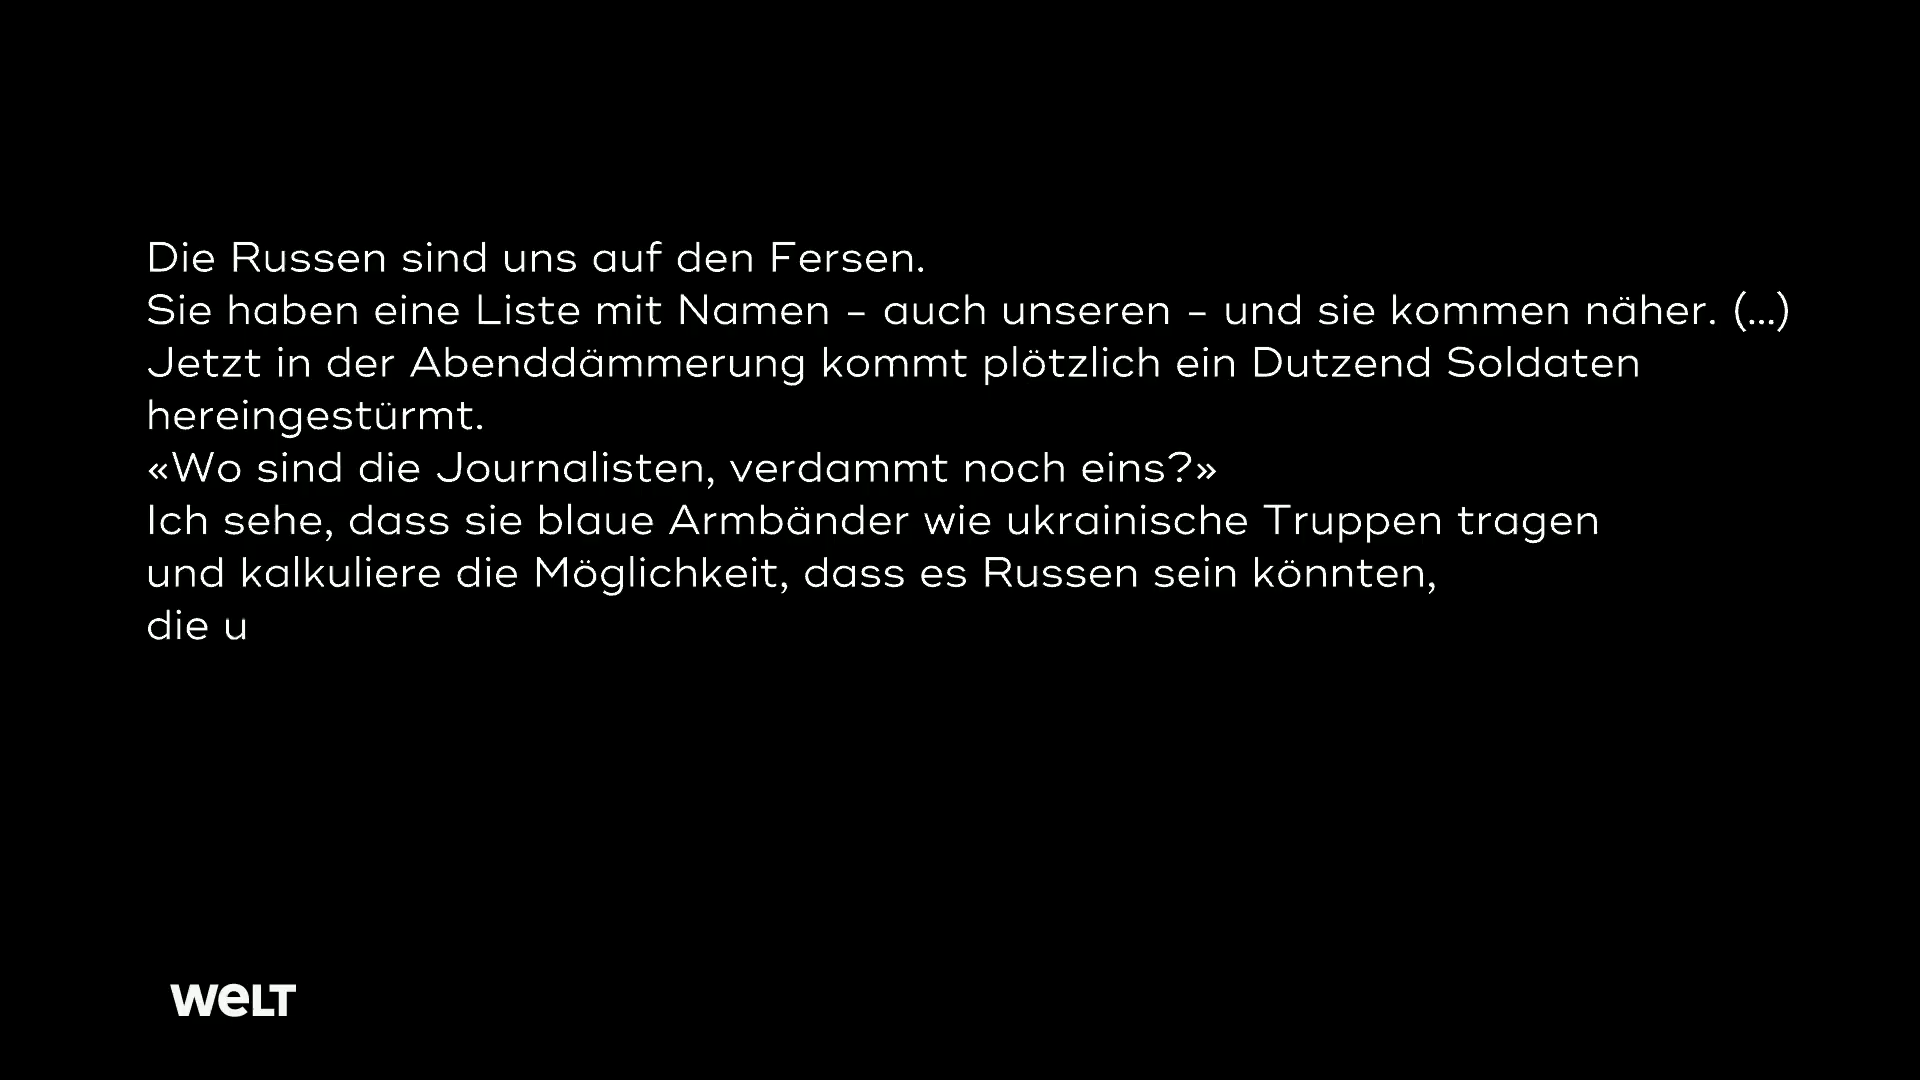 Die Russen sind uns auf den Fersen.
Sie haben eine Liste mit Namen – auch unseren – und sie kommen näher. (...)
Jetzt in der Abenddämmerung kommt plötzlich ein Dutzend Soldaten
hereingestürmt.
«Wo sind die Journalisten, verdammt noch eins?»
Ich sehe, dass sie blaue Armbänder wie ukrainische Truppen tragen
und kalkuliere die Möglichkeit, dass es Russen sein könnten,
die u
WELT